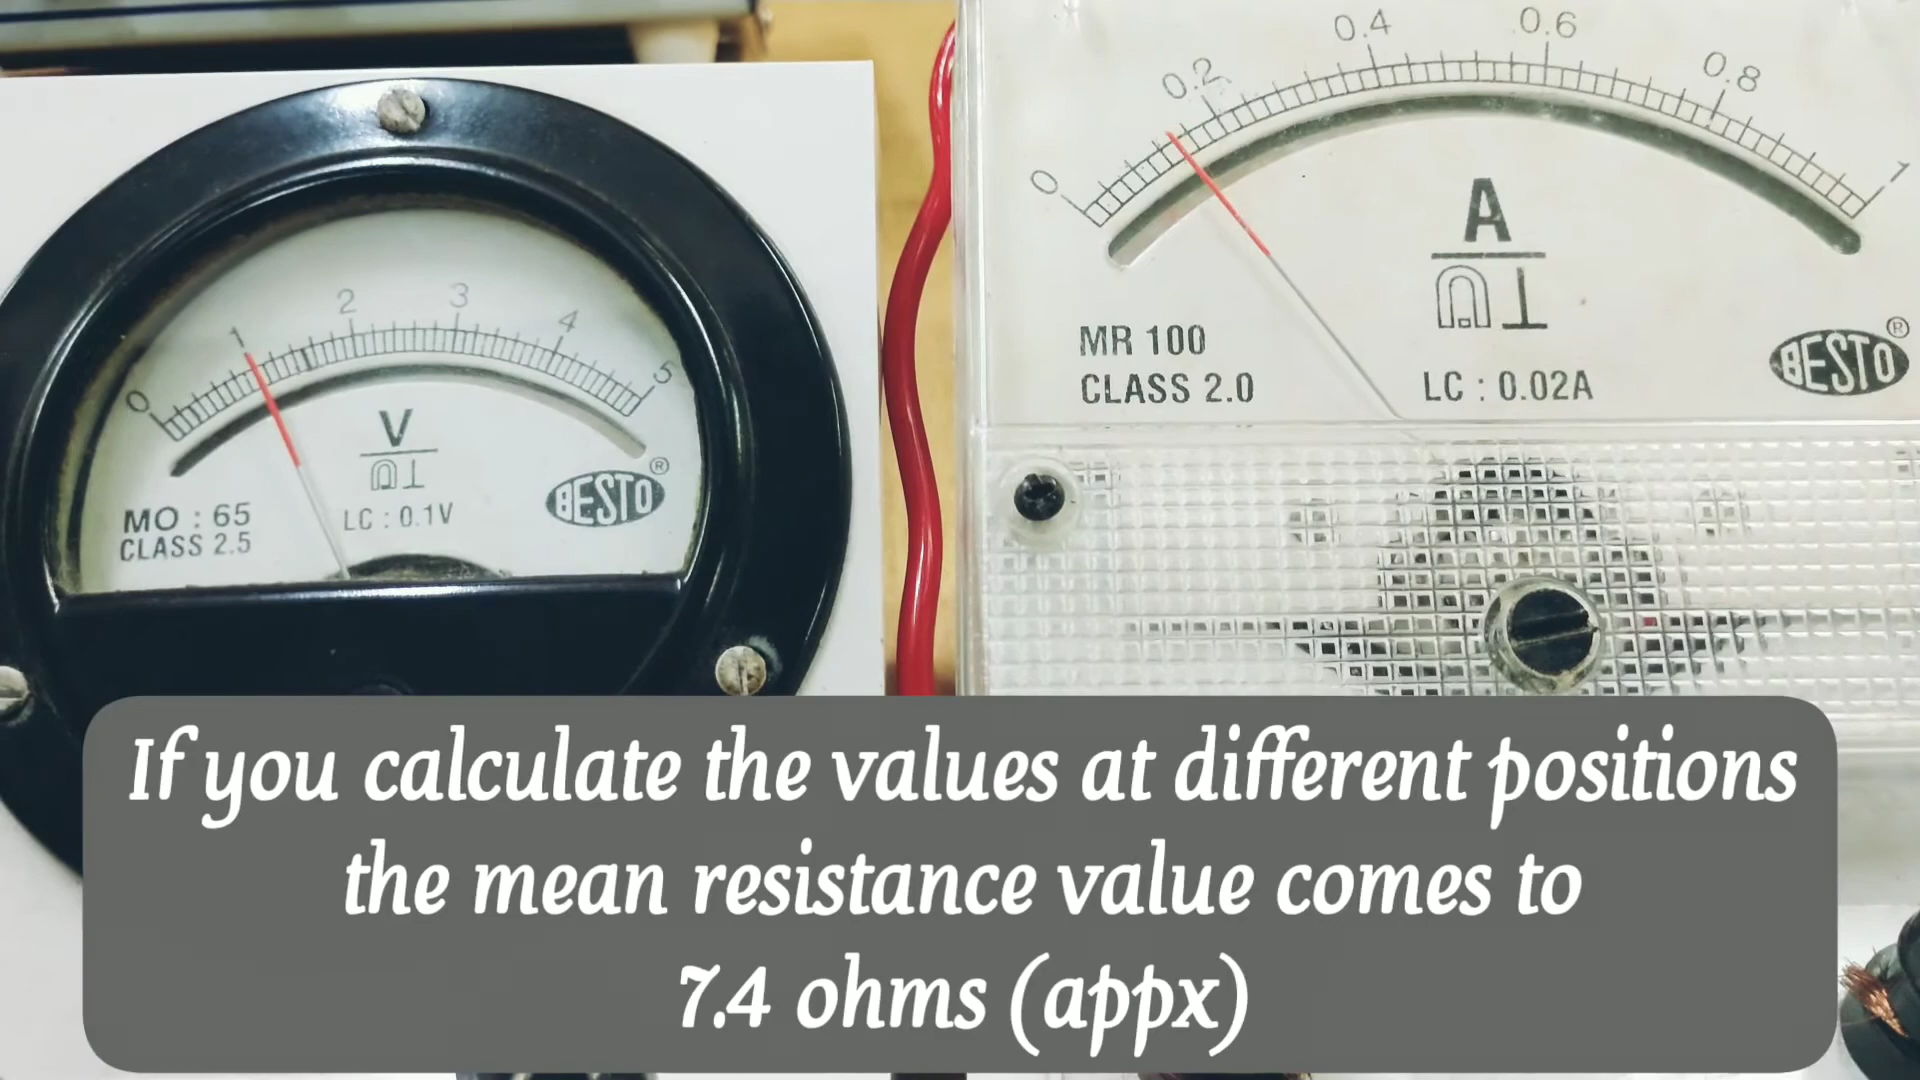 0 1 2 3 4 5
V
MO : 65
CLASS 2.5
LC : 0.1V
BESTO®
0 0.2 0.4 0.6 0.8 1
A
MR 100
CLASS 2.0
LC : 0.02A
BESTO®
If you calculate the values at different positions
the mean resistance value comes to
7.4 ohms (appx)